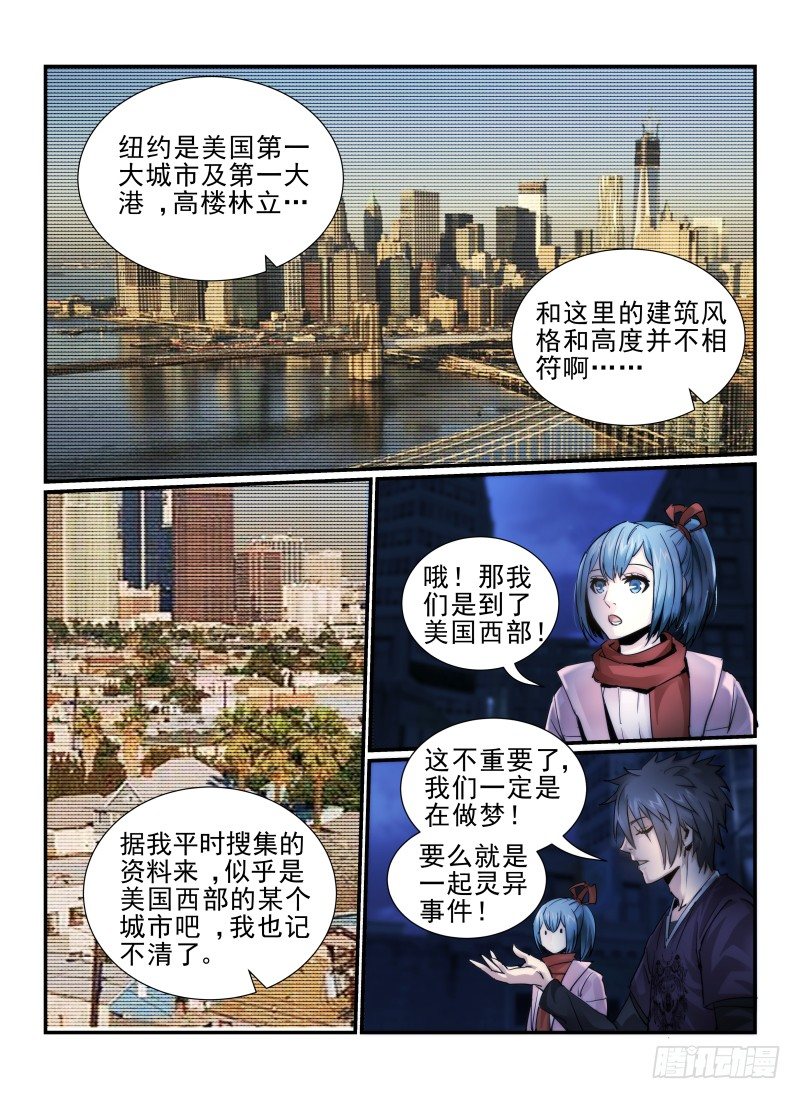 纽约是美国第一
大城市及第一大
港，高楼林立…
和这里的建筑风
格和高度并不相
符啊……
哦！那我
们是到了
美国西部！
据我平时搜集的
资料来，似乎是
美国西部的某个
城市吧，我也记
不清了。
这不重要了，
我们一定是
在做梦！
要么就是
一起灵异
事件！
腾讯动漫